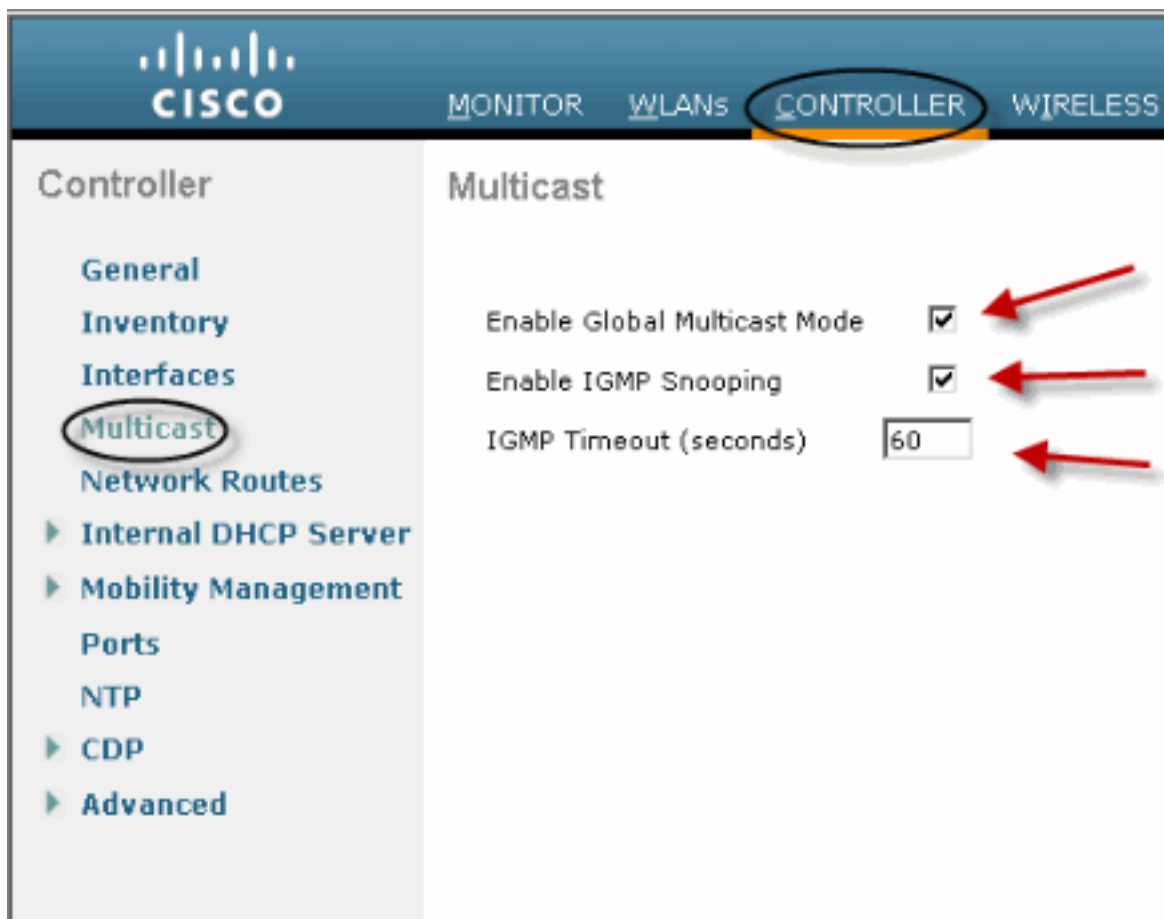 CISCO
MONITOR WLANs CONTROLLER WIRELESS
Controller
General
Inventory
Interfaces
Multicast
Network Routes
Internal DHCP Server
Mobility Management
Ports
NTP
CDP
Advanced
Multicast
Enable Global Multicast Mode
Enable IGMP Snooping
IGMP Timeout (seconds) 60